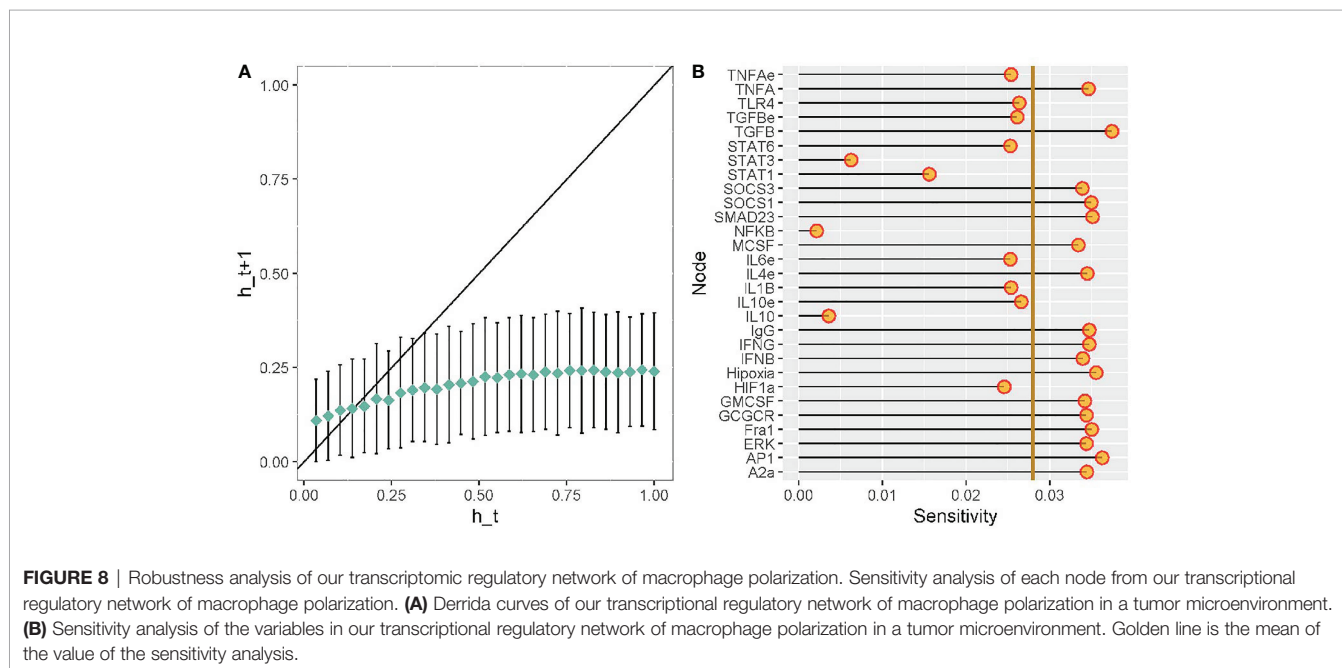 A
1.00
0.75
0.50
0.25
0.00
h_t+1
0.00 0.25 0.50 0.75 1.00
h_t
B
TNFAe
TNFA
TLR4
TGFBe
TGFB
STAT6
STAT3
STAT1
SOCS3
SOCS1
SMAD23
NFKB
MCSF
IL6e
IL4e
IL1B
IL10e
IL10
IgG
IFNG
IFNB
Hipoxia
HIF1a
GMCSF
GCGCR
Fra1
ERK
AP1
A2a
Node
0.00 0.01 0.02 0.03
Sensitivity
FIGURE 8 | Robustness analysis of our transcriptomic regulatory network of macrophage polarization. Sensitivity analysis of each node from our transcriptional
regulatory network of macrophage polarization. (A) Derrida curves of our transcriptional regulatory network of macrophage polarization in a tumor microenvironment.
(B) Sensitivity analysis of the variables in our transcriptional regulatory network of macrophage polarization in a tumor microenvironment. Golden line is the mean of
the value of the sensitivity analysis.